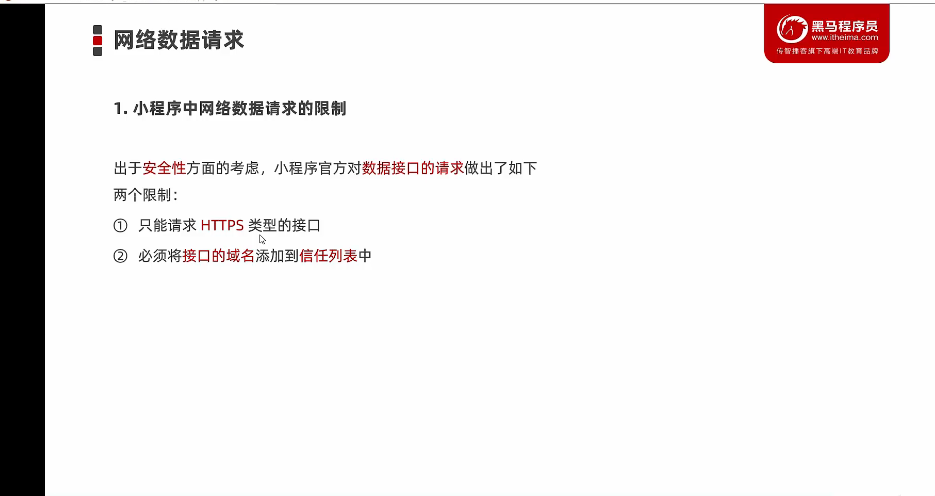 网络数据请求
黑马程序员
www.itheima.com
传智播客旗下高端IT教育品牌
1. 小程序中网络数据请求的限制
出于安全性方面的考虑，小程序官方对数据接口的请求做出了如下
两个限制：
① 只能请求 HTTPS 类型的接口
② 必须将接口的域名添加到信任列表中